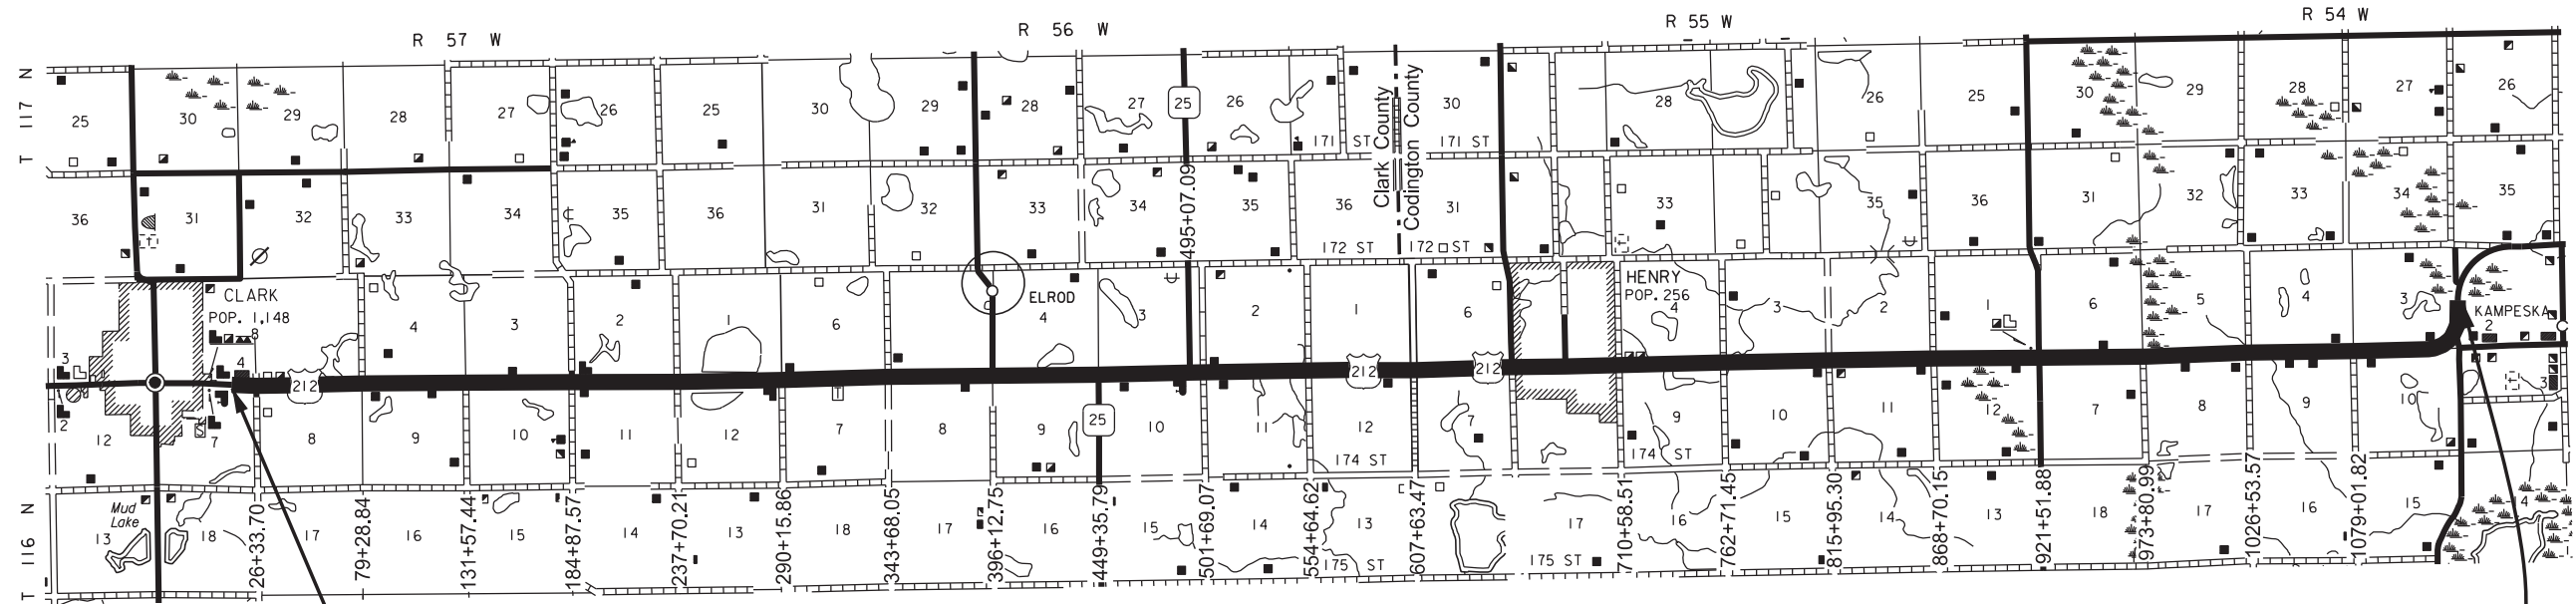 R 57 W R 56 W R 55 W R 54 W
T 117 N
25 30 29 28 27 26 25 30 29 28 27 25 26 30 28 26 25 30 29 28 27 26
171 ST 171 ST
Clark County
Codington County
36 31 32 33 34 35 36 31 32 33 34 35 36 31 33 35 36 31 32 33 34 35
495+07.09
172 ST 172 ST
CLARK
POP. 1,148
8
ELROD
HENRY
POP. 256
KAMPESKA
3 4 4 3 2 1 6 4 3 2 1 6 4 3 2 1 6 5 4 3 2
212 212 212
2 12 7 8 9 10 11 12 7 8 9 25 10 11 12 7 9 10 11 12 7 8 9 10 3
S
174 ST 174 ST
Mud
Lake
T 116 N
13 18 17 16 15 14 13 18 17 16 15 14 13 17 16 15 14 13 18 17 16 15 14
175 ST 175 ST
26+33.70
79+28.84
131+57.44
184+87.57
237+70.21
290+15.86
343+68.05
396+12.75
449+35.79
501+69.07
554+64.62
607+63.47
710+58.51
762+71.45
815+95.30
868+70.15
921+51.88
973+80.99
1026+53.57
1079+01.82